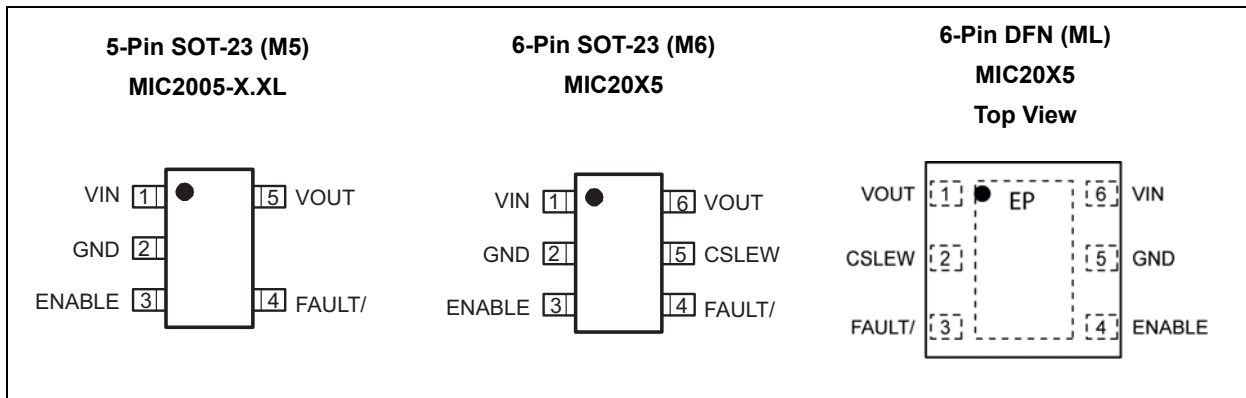 5-Pin SOT-23 (M5)
MIC2005-X.XL
VIN 1 5 VOUT
GND 2
ENABLE 3 4 FAULT/
6-Pin SOT-23 (M6)
MIC20X5
VIN 1 6 VOUT
GND 2 5 CSLEW
ENABLE 3 4 FAULT/
6-Pin DFN (ML)
MIC20X5
Top View
VOUT 1 EP 6 VIN
CSLEW 2 5 GND
FAULT/ 3 4 ENABLE